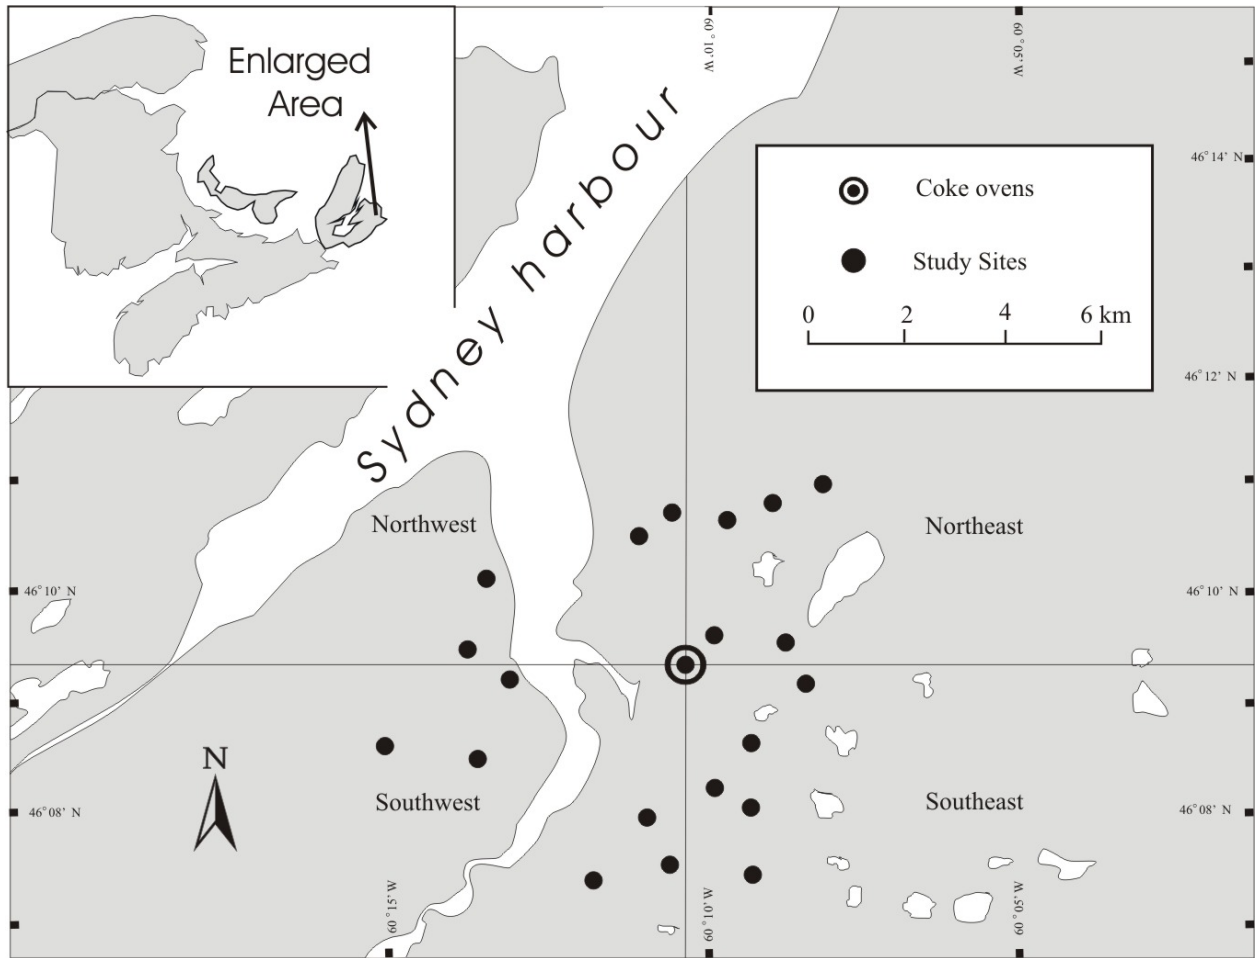 Enlarged
Area
60°10' W
60°05' W
Sydney harbour
46°14' N
Coke ovens
Study Sites
0 2 4 6 km
46°12' N
Northwest
Northeast
46°10' N
46°10' N
N
Southwest
Southeast
46°08' N
46°08' N
60°15' W
60°10' W
60°05' W